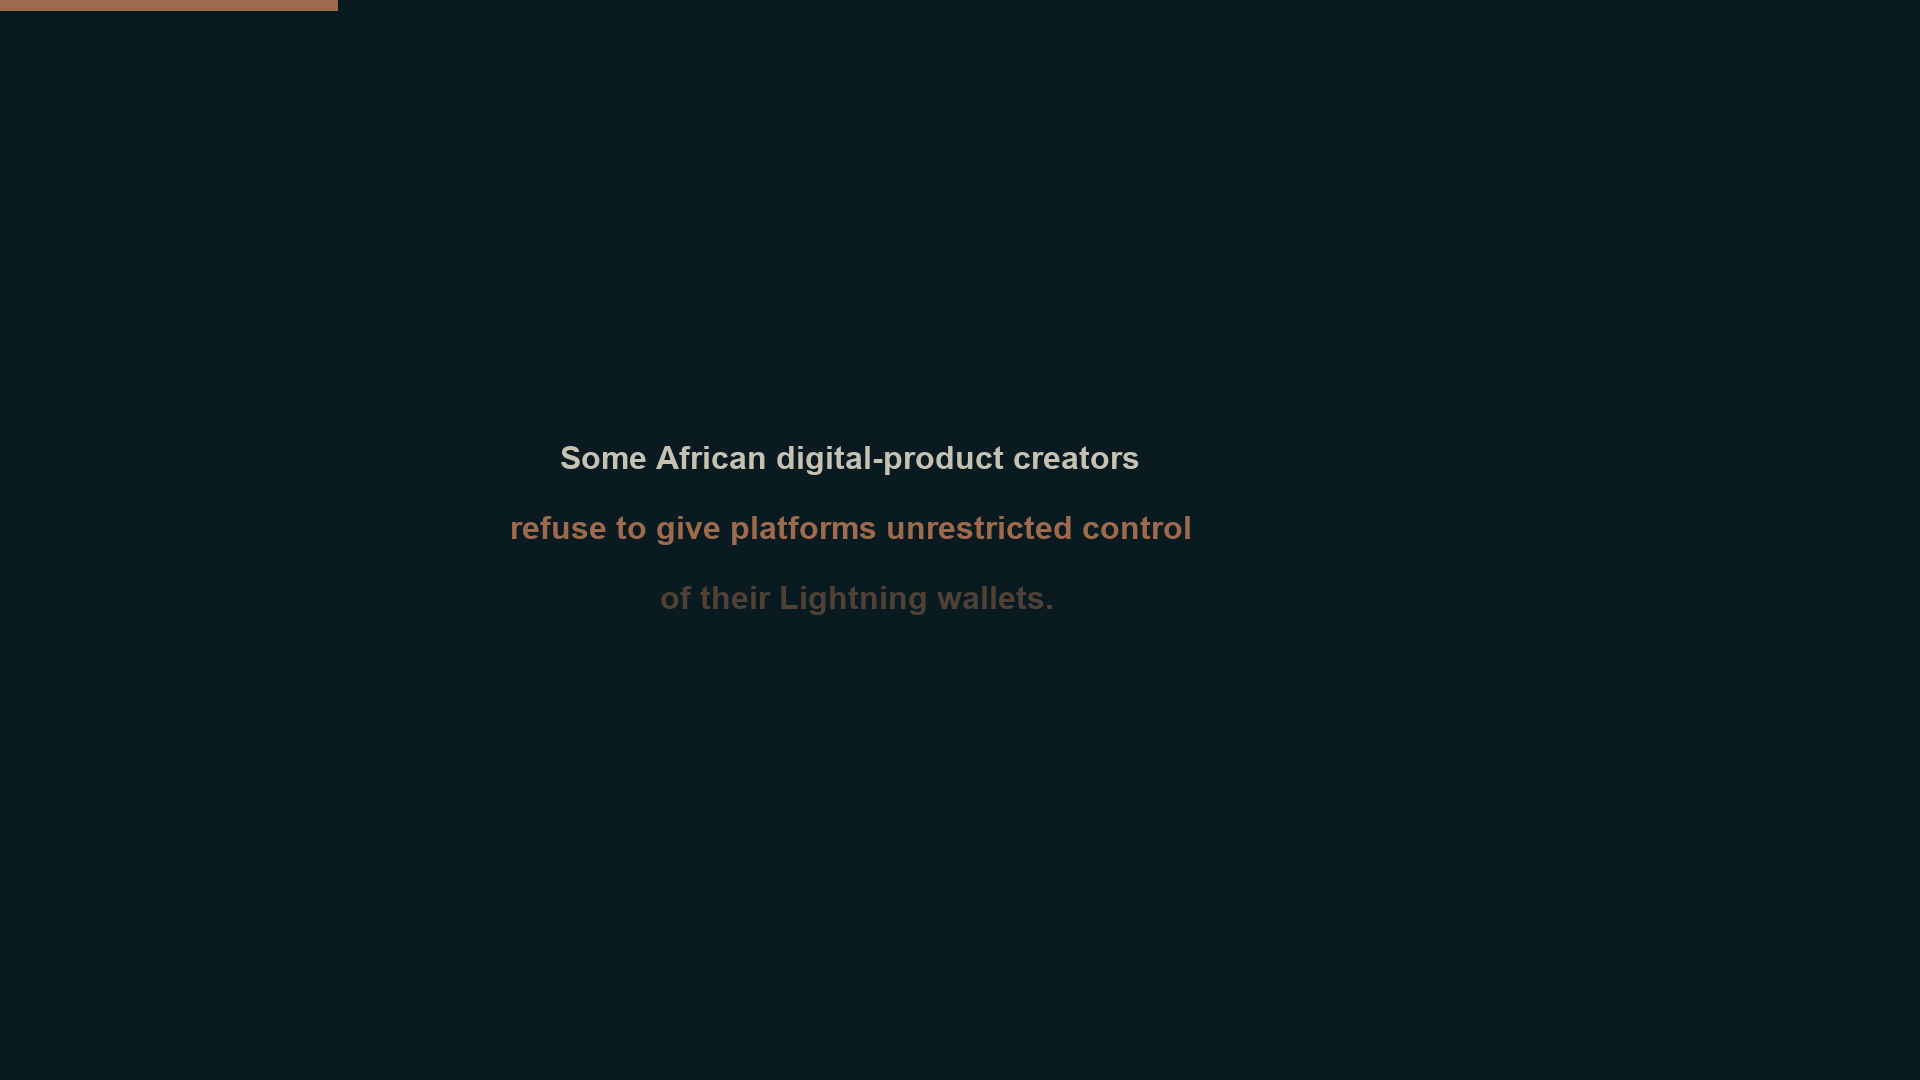 Some African digital-product creators
refuse to give platforms unrestricted control
of their Lightning wallets.